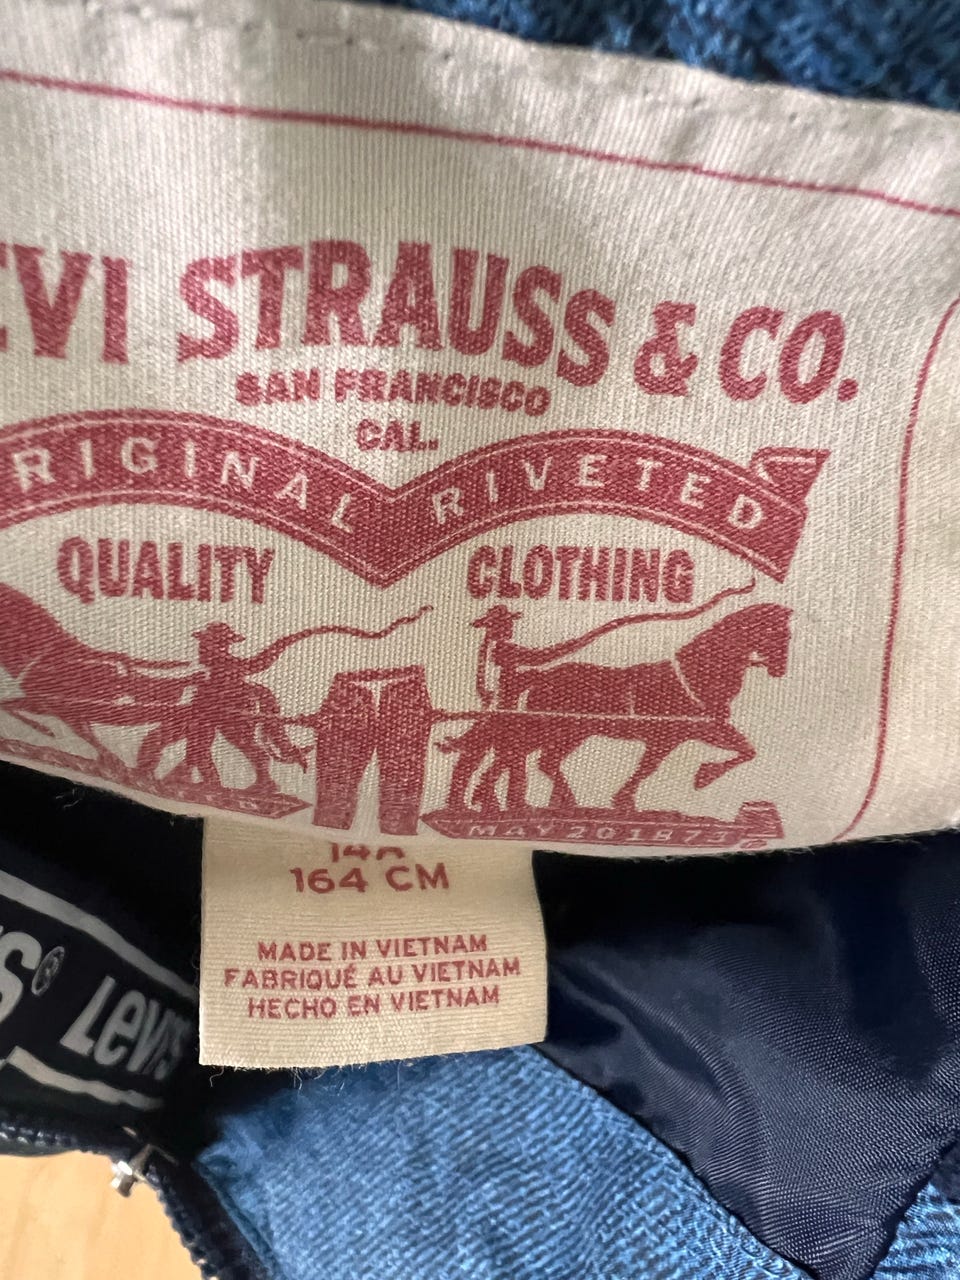 EVI STRAUSS & CO.
SAN FRANCISCO
CAL.
RIGINAL RIVETED
QUALITY CLOTHING
MAY 20 1873
14A
164 CM
MADE IN VIETNAM
FABRIQUÉ AU VIETNAM
HECHO EN VIETNAM
S® Levi's